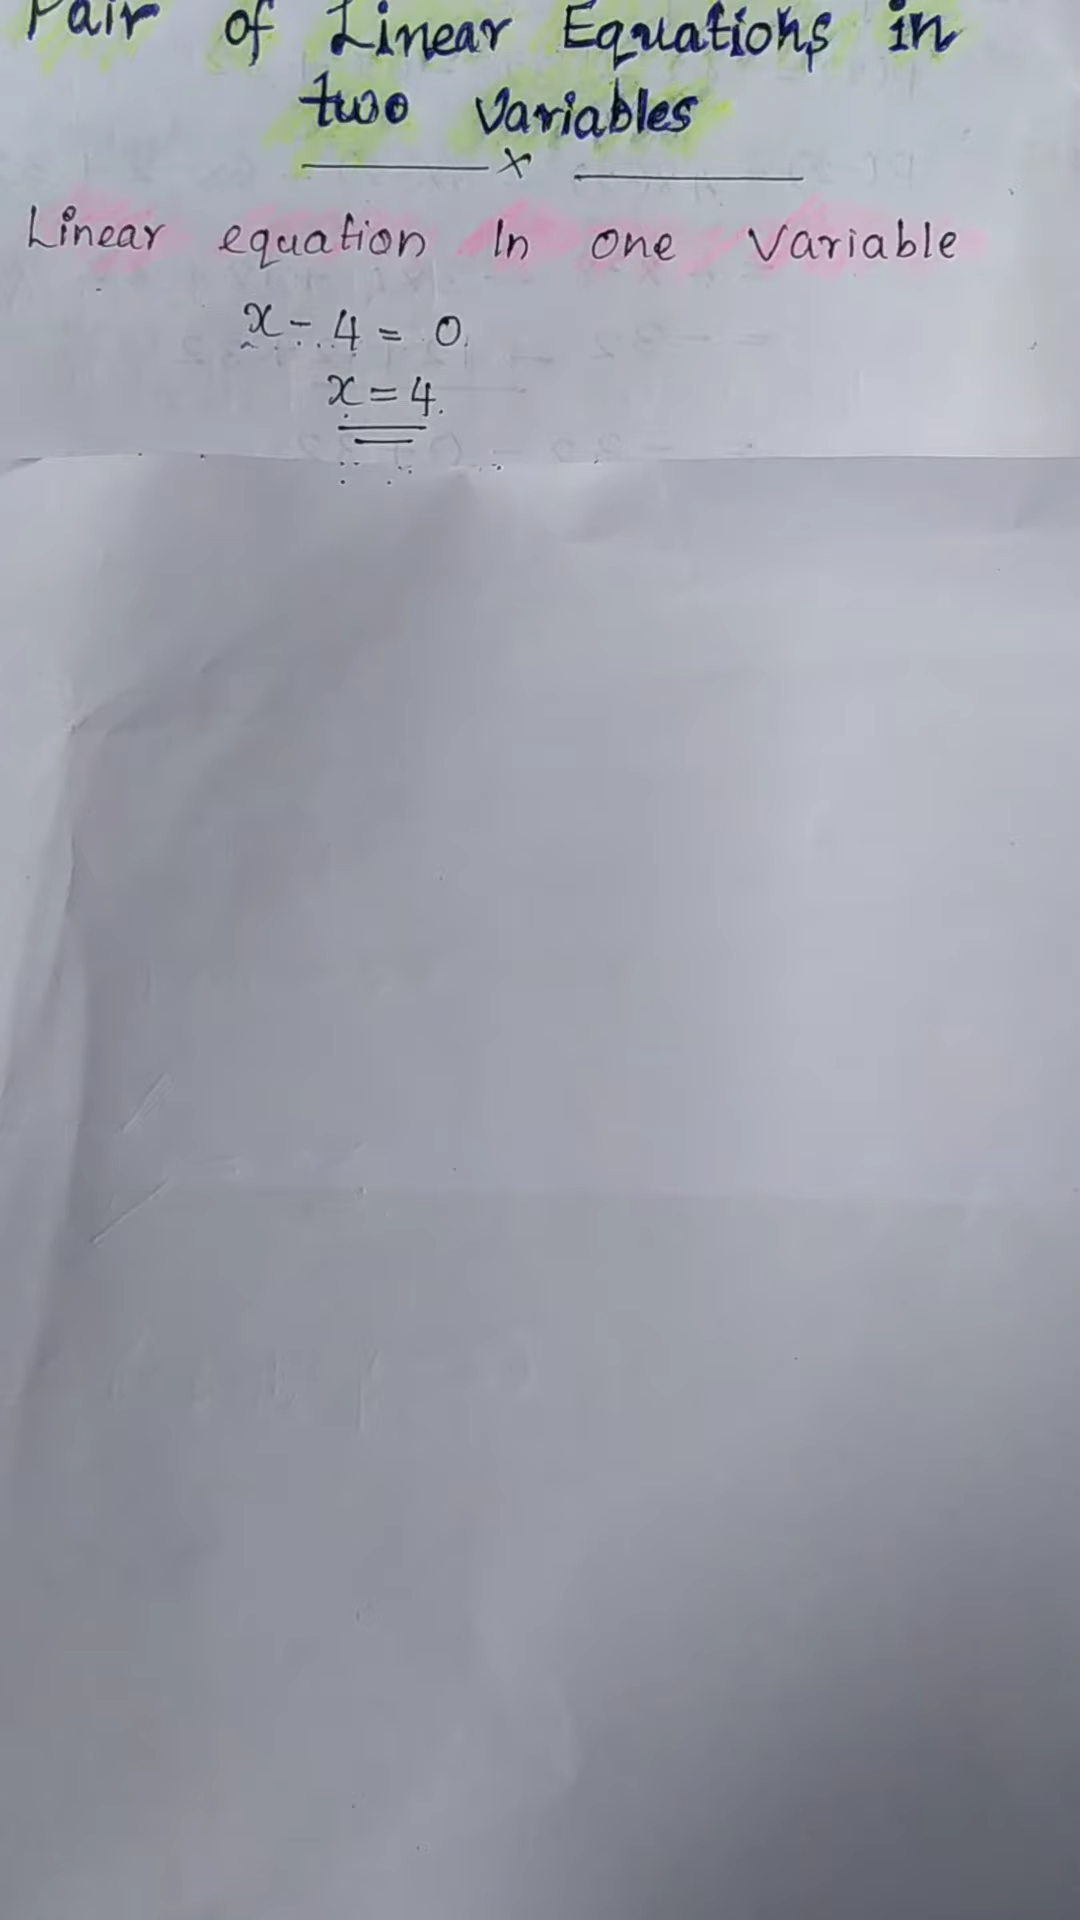 Pair of Linear Equations in
two Variables
x
Linear equation In one Variable
x - 4 = 0
x = 4.